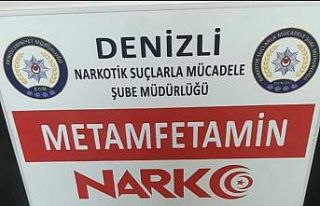 DENİZLİ
NARKOTİK SUÇLARLA MÜCADELE
ŞUBE MÜDÜRLÜĞÜ
METAMFETAMİN
NARKO